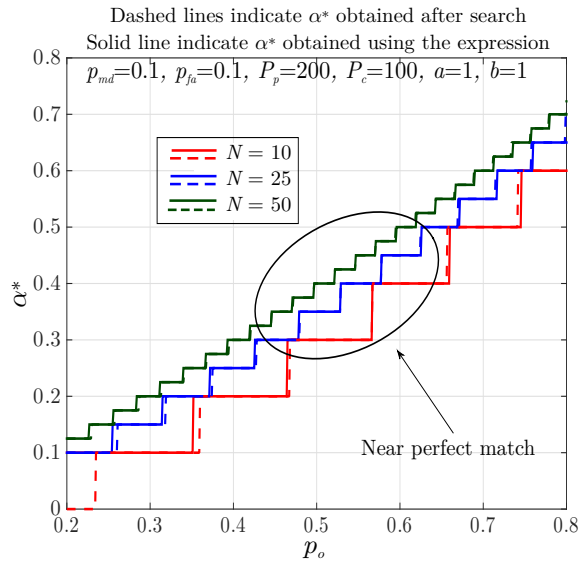 Dashed lines indicate α* obtained after search
Solid line indicate α* obtained using the expression
p_md=0.1, p_fa=0.1, P_p=200, P_c=100, a=1, b=1
0.8
0.7
0.6
0.5
0.4
0.3
0.2
0.1
0
α*
N = 10
N = 25
N = 50
Near perfect match
0.2 0.3 0.4 0.5 0.6 0.7 0.8
p_o